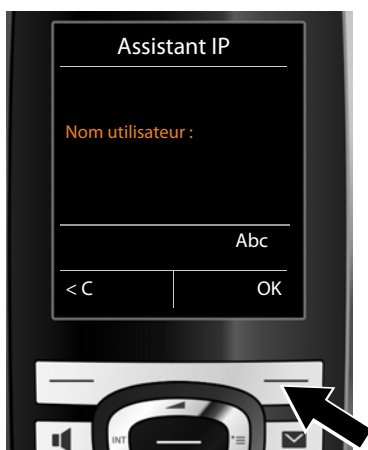 Assistant IP
Nom utilisateur :
Abc
< C
OK
INT